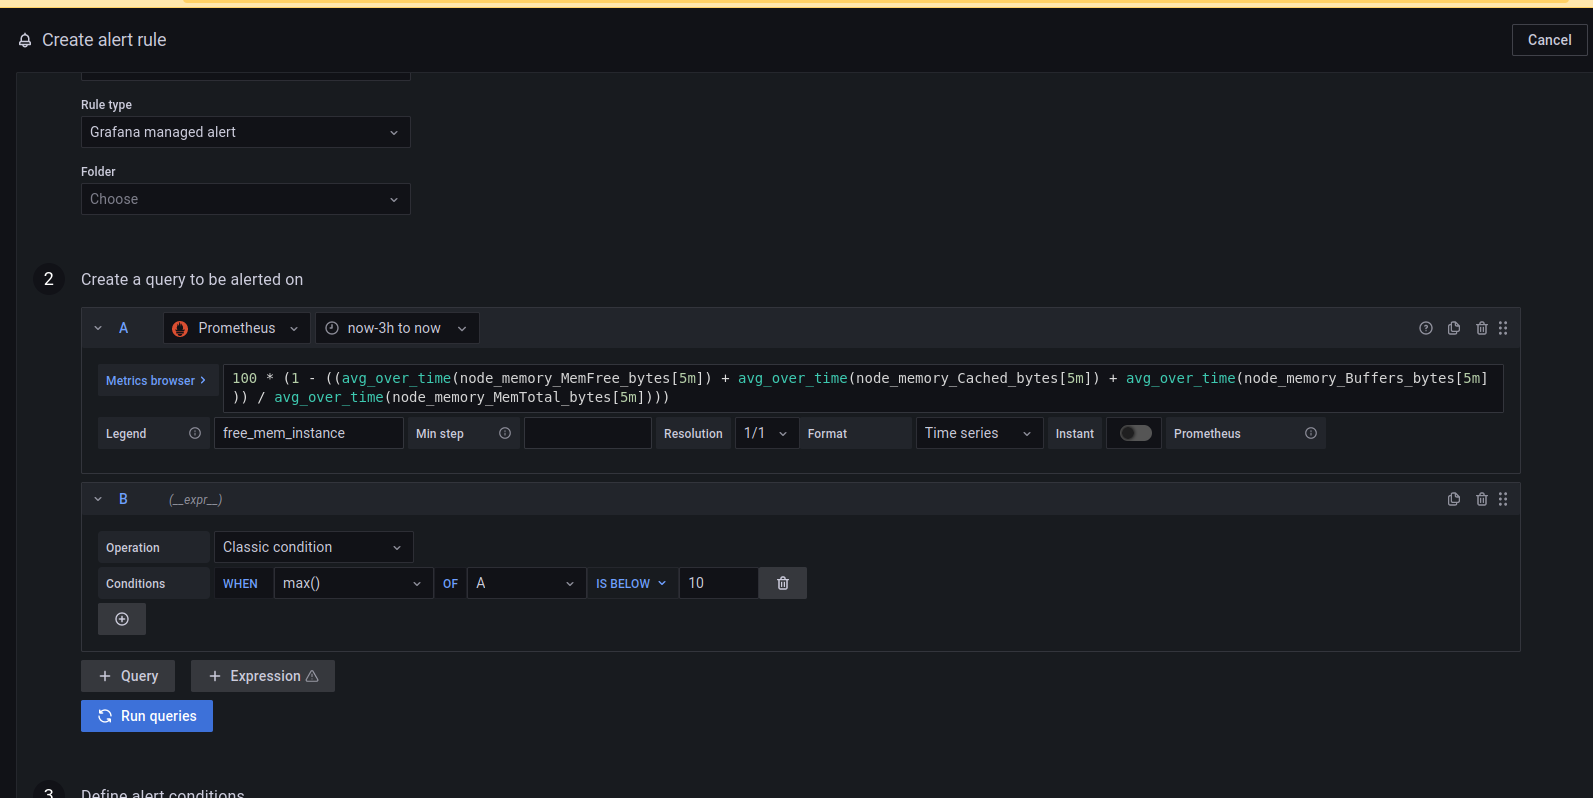 Create alert rule
Cancel
Rule type
Grafana managed alert
Folder
Choose
2 Create a query to be alerted on
A Prometheus now-3h to now
Metrics browser > 100 * (1 - ((avg_over_time(node_memory_MemFree_bytes[5m]) + avg_over_time(node_memory_Cached_bytes[5m]) + avg_over_time(node_memory_Buffers_bytes[5m]
)) / avg_over_time(node_memory_MemTotal_bytes[5m])))
Legend free_mem_instance Min step Resolution 1/1 Format Time series Instant Prometheus
B (__expr__)
Operation Classic condition
Conditions WHEN max() OF A IS BELOW 10
+ Query + Expression
Run queries
3 Define alert conditions